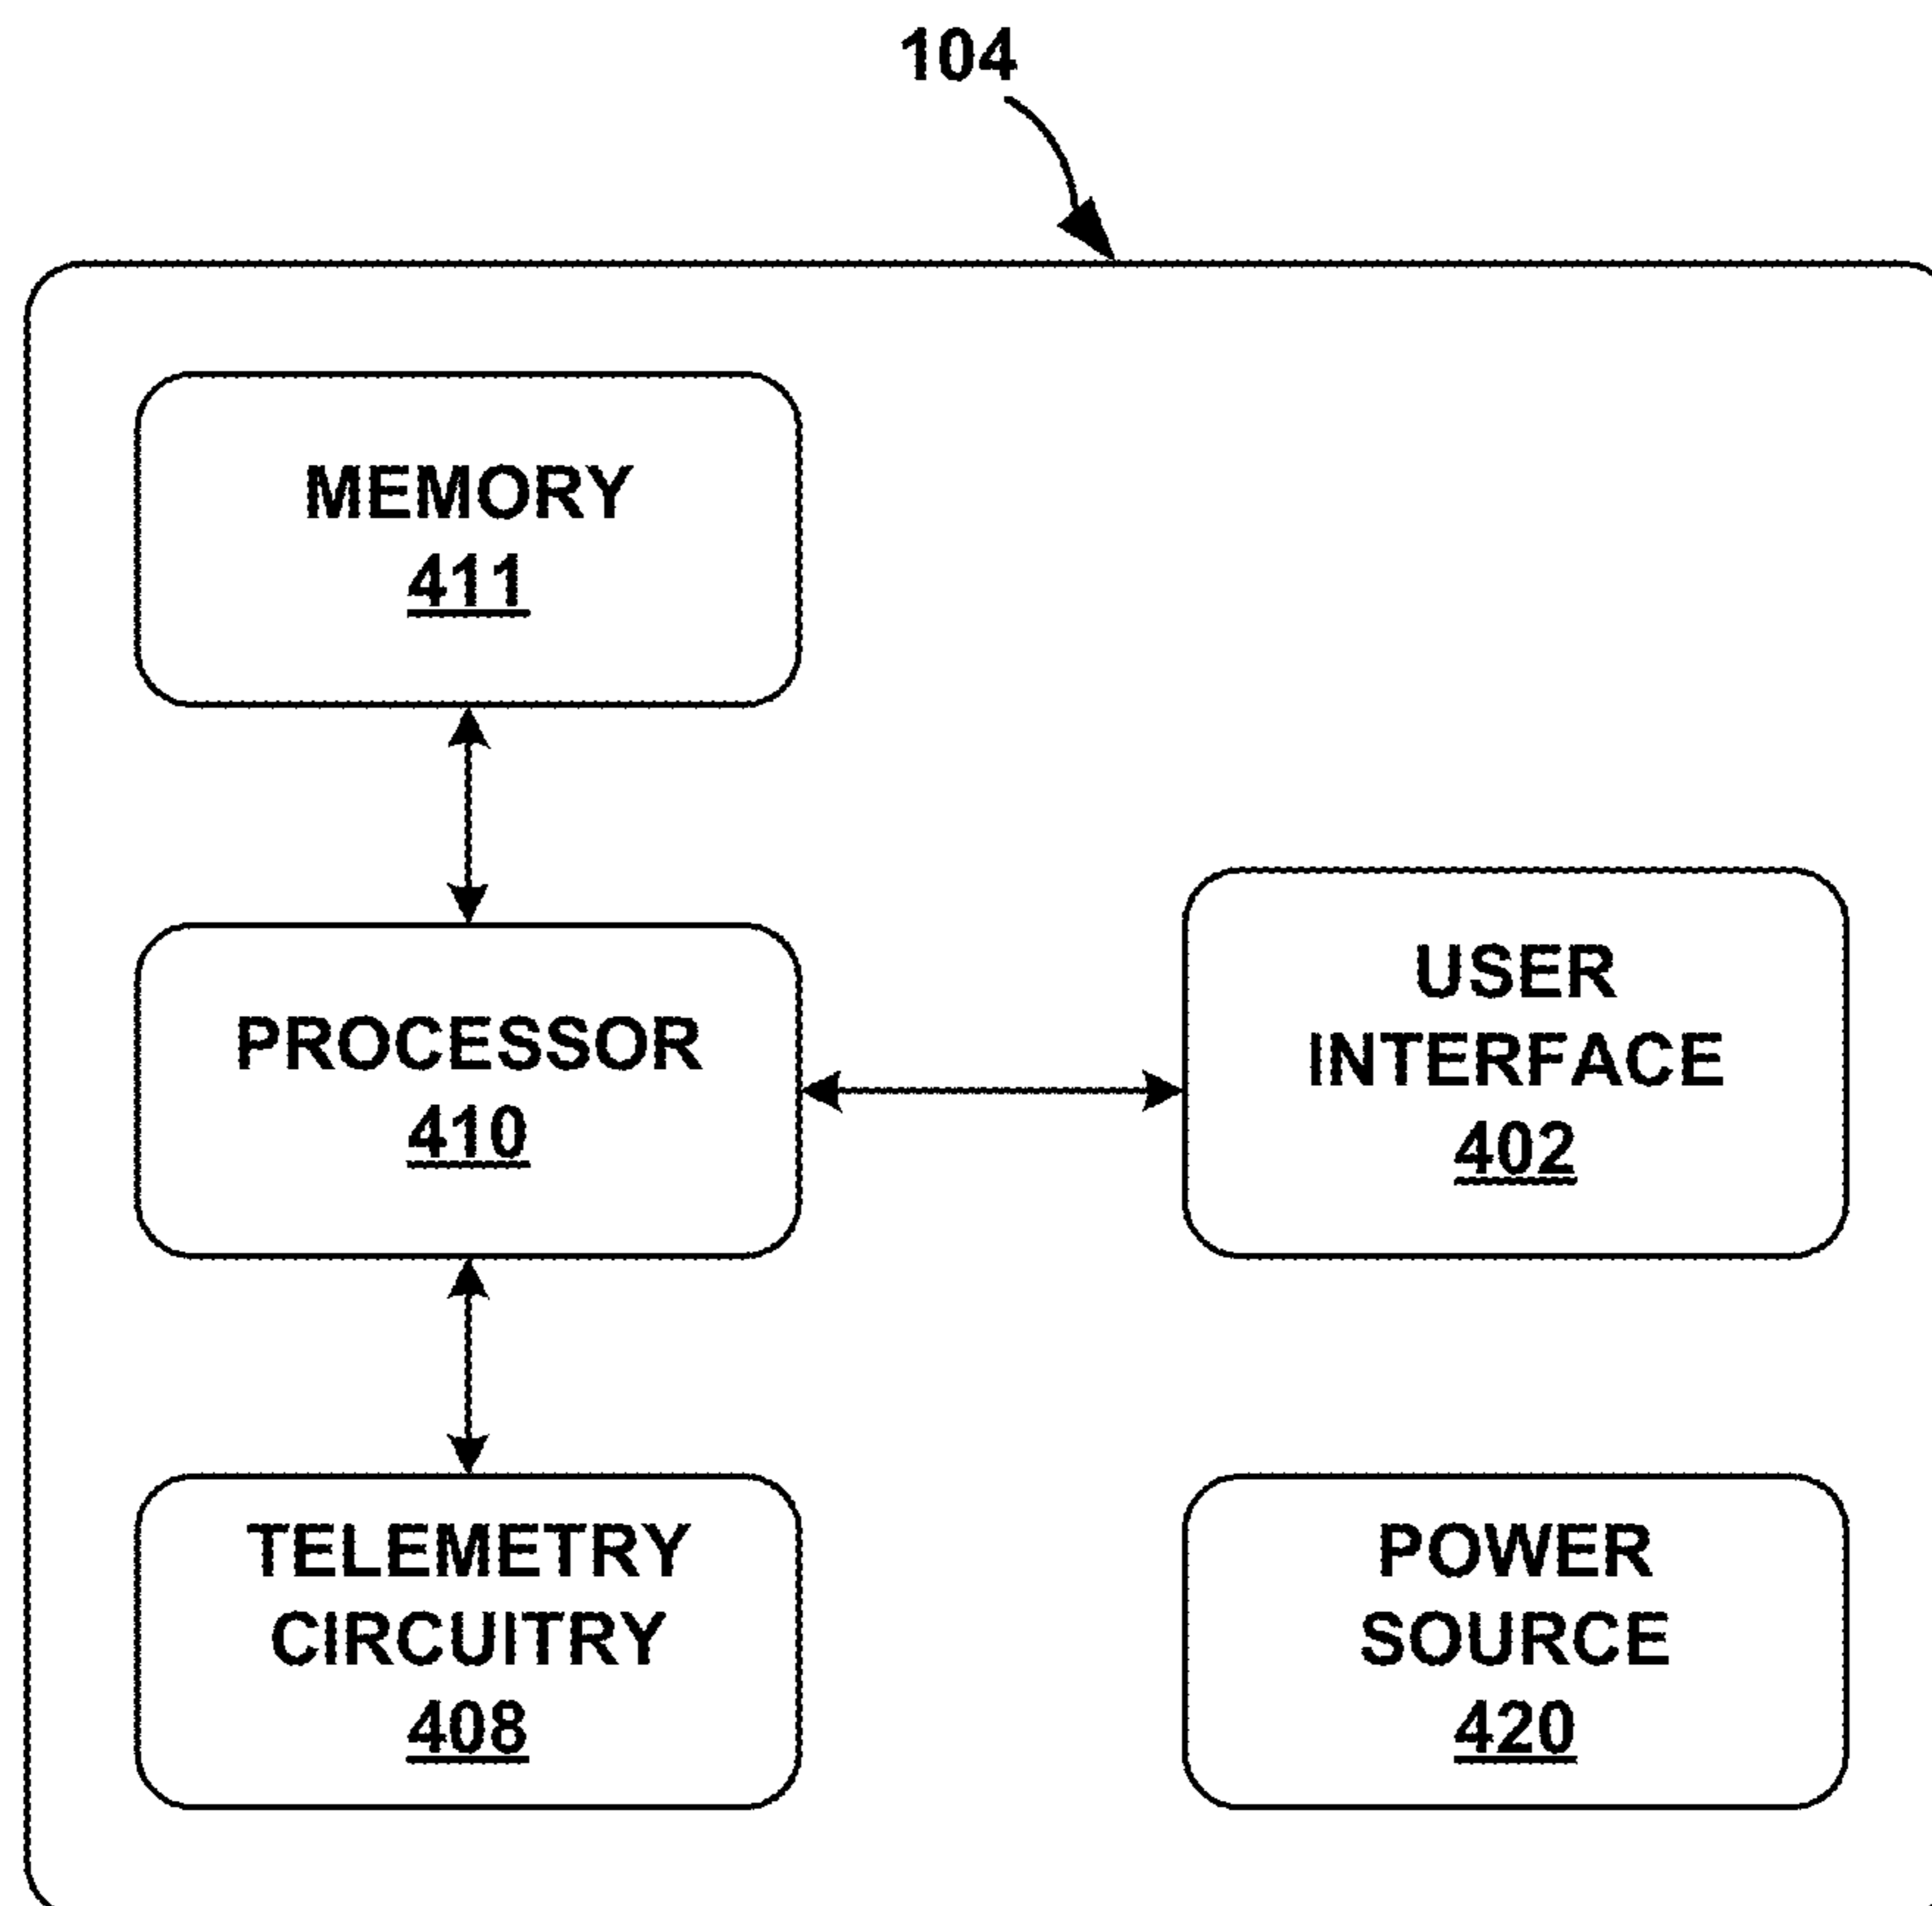 104
MEMORY
411
PROCESSOR
410
USER
INTERFACE
402
TELEMETRY
CIRCUITRY
408
POWER
SOURCE
420